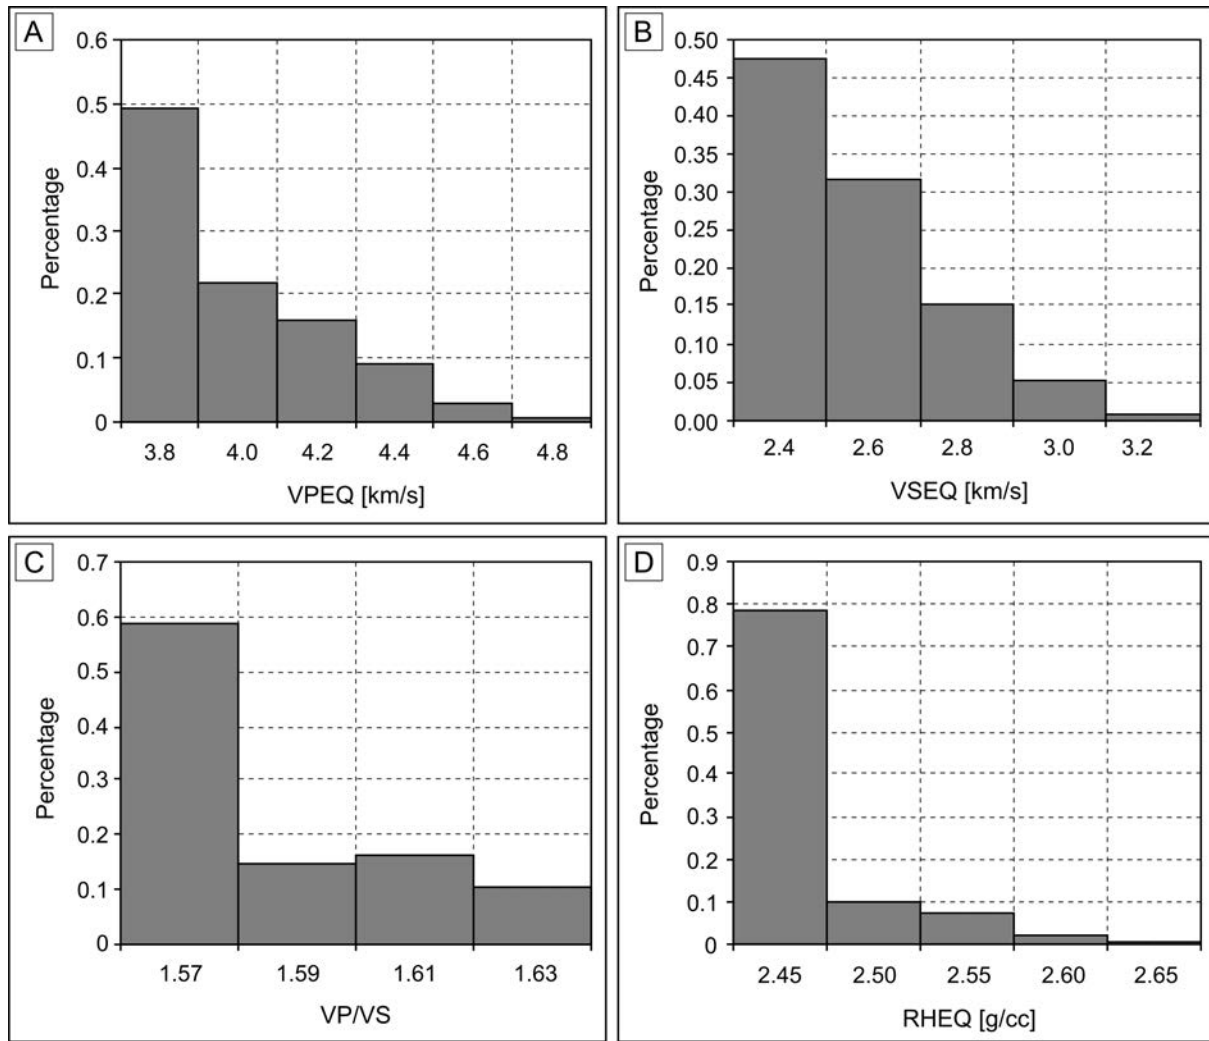 A
Percentage
0.6
0.5
0.4
0.3
0.2
0.1
0
3.8 4.0 4.2 4.4 4.6 4.8
VPEQ [km/s]
B
Percentage
0.50
0.45
0.40
0.35
0.30
0.25
0.20
0.15
0.10
0.05
0.00
2.4 2.6 2.8 3.0 3.2
VSEQ [km/s]
C
Percentage
0.7
0.6
0.5
0.4
0.3
0.2
0.1
0
1.57 1.59 1.61 1.63
VP/VS
D
Percentage
0.9
0.8
0.7
0.6
0.5
0.4
0.3
0.2
0.1
0
2.45 2.50 2.55 2.60 2.65
RHEQ [g/cc]